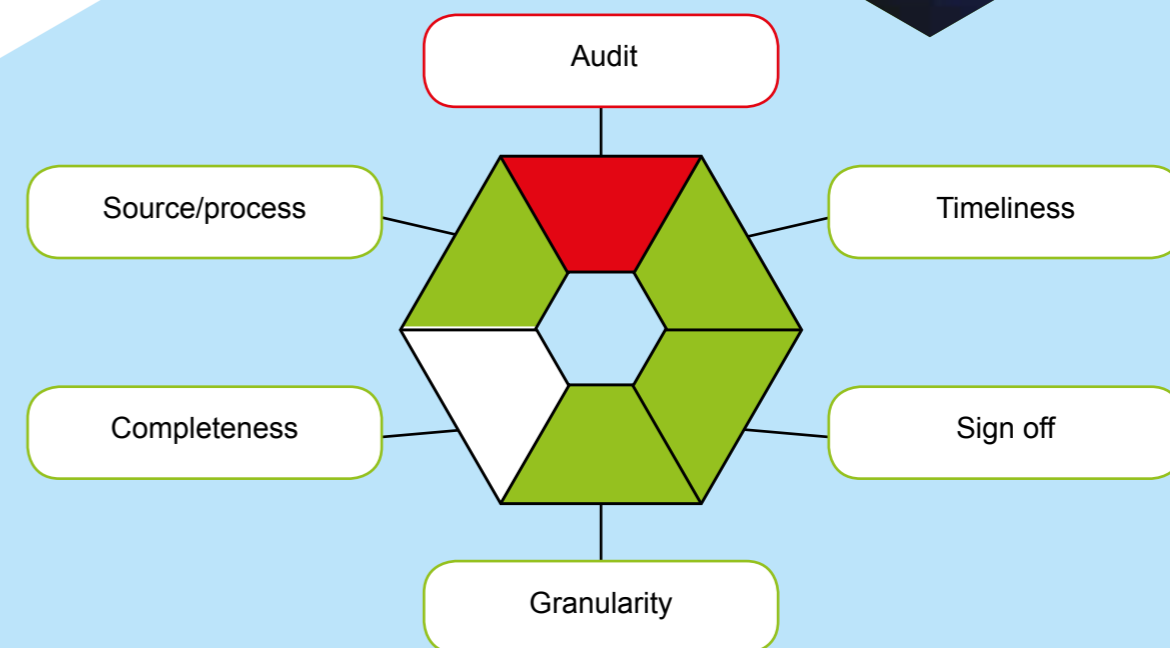 Audit
Source/process
Timeliness
Completeness
Sign off
Granularity